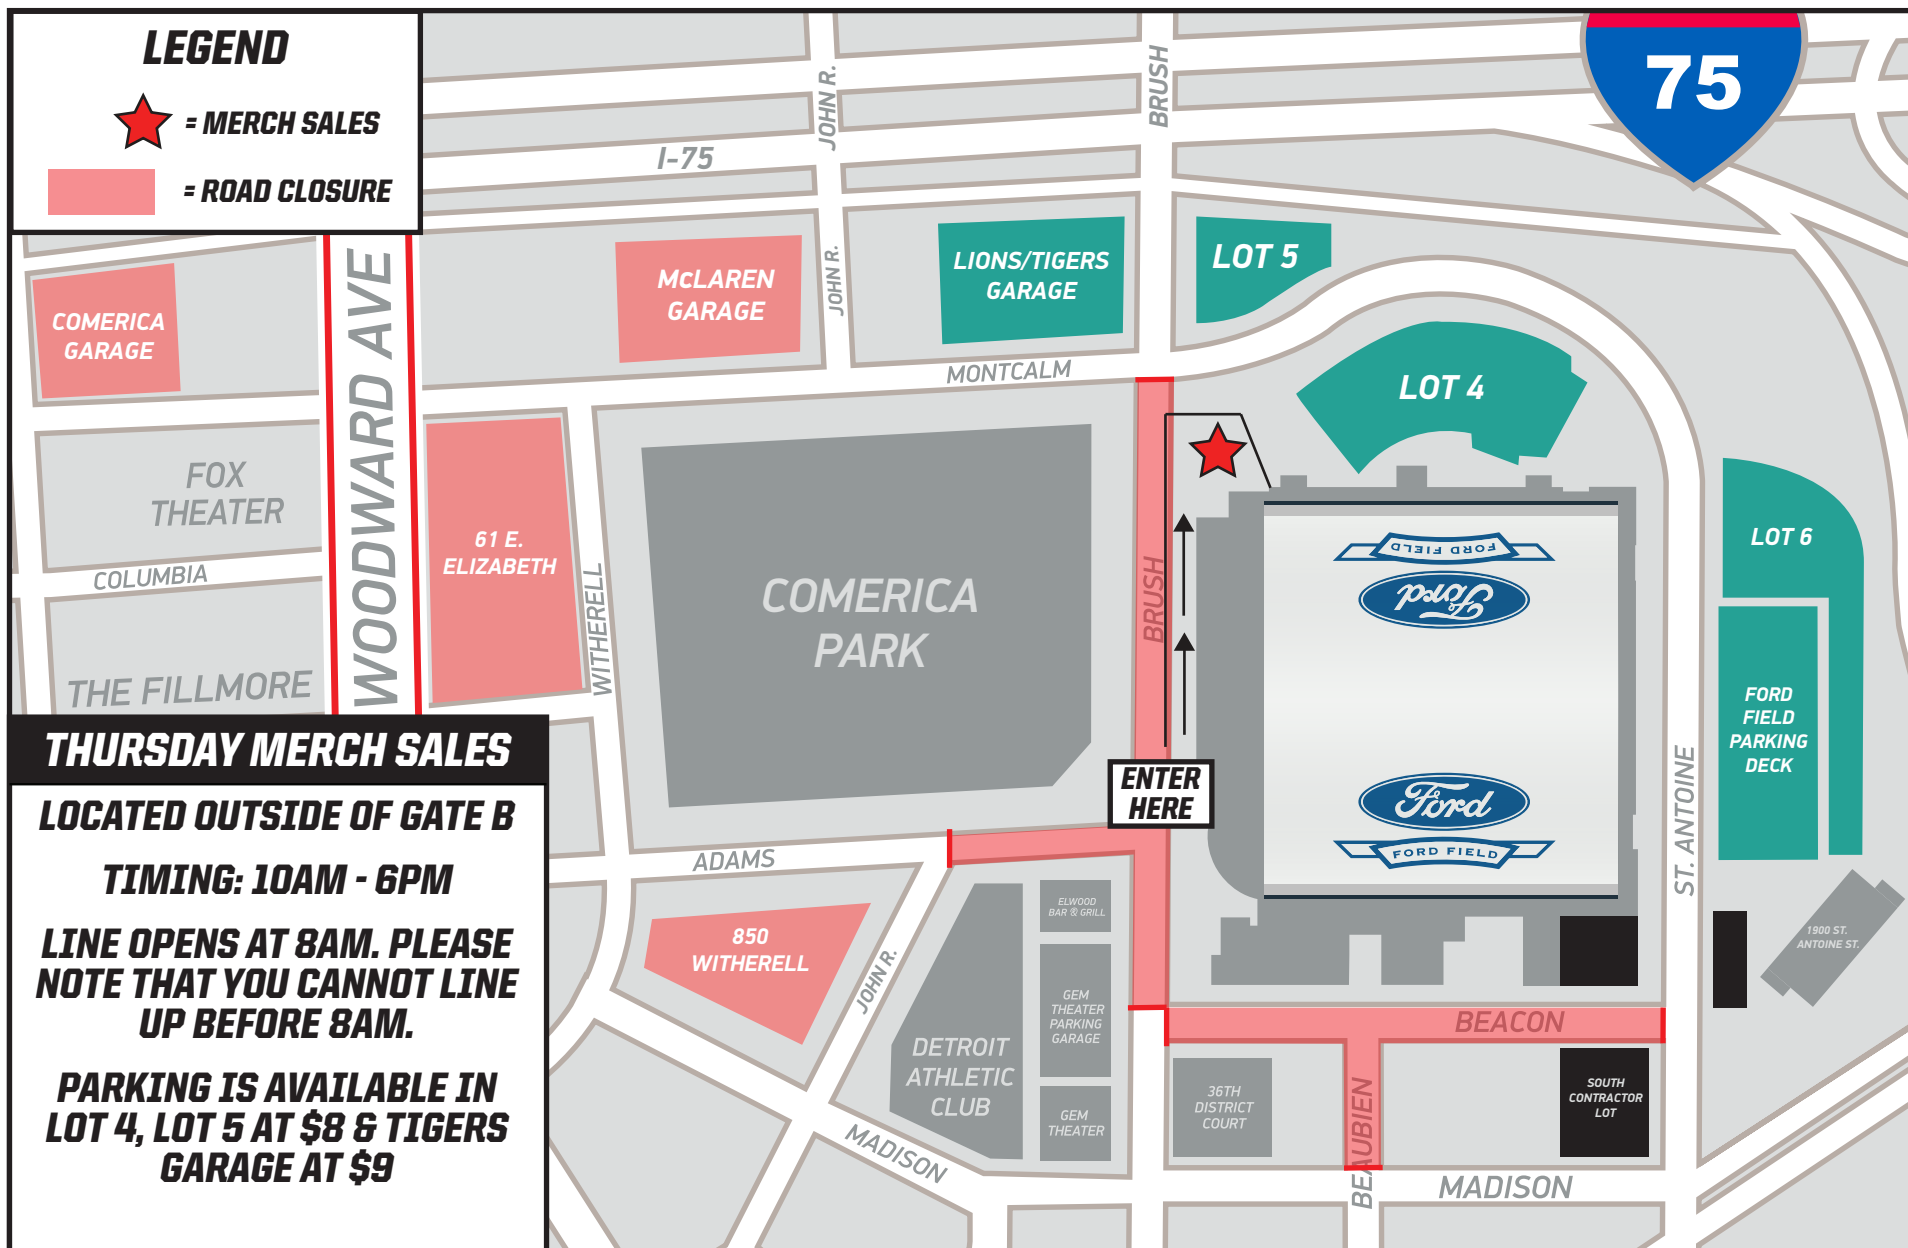 LEGEND
= MERCH SALES
= ROAD CLOSURE
75
I-75
JOHN R.
BRUSH
JOHN R.
COMERICA
GARAGE
WOODWARD AVE
McLAREN
GARAGE
LIONS/TIGERS
GARAGE
LOT 5
MONTCALM
LOT 4
FOX
THEATER
COLUMBIA
THE FILLMORE
61 E.
ELIZABETH
WITHERELL
COMERICA
PARK
BRUSH
FORD FIELD
Ford
Ford
FORD FIELD
LOT 6
FORD
FIELD
PARKING
DECK
ST. ANTOINE
ENTER
HERE
THURSDAY MERCH SALES
LOCATED OUTSIDE OF GATE B
TIMING: 10AM - 6PM
LINE OPENS AT 8AM. PLEASE
NOTE THAT YOU CANNOT LINE
UP BEFORE 8AM.
PARKING IS AVAILABLE IN
LOT 4, LOT 5 AT $8 & TIGERS
GARAGE AT $9
ADAMS
850
WITHERELL
JOHN R.
ELWOOD
BAR & GRILL
GEM
THEATER
PARKING
GARAGE
DETROIT
ATHLETIC
CLUB
GEM
THEATER
1900 ST.
ANTOINE ST.
BEACON
36TH
DISTRICT
COURT
BEAUBIEN
SOUTH
CONTRACTOR
LOT
MADISON
MADISON